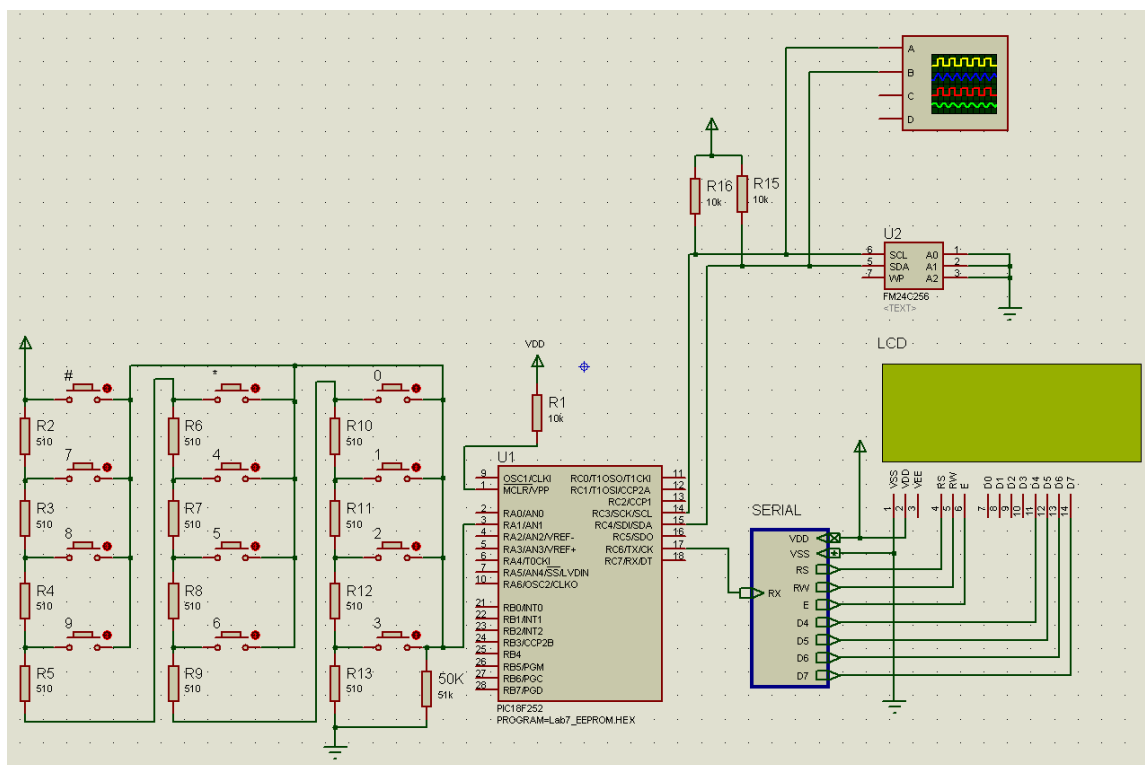 A
B
C
D
R16
10k
R15
10k
U2
6 SCL A0 1
5 SDA A1 2
7 WP A2 3
FM24C256
<TEXT>
LCD
VSS VDD VEE RS RW E D0 D1 D2 D3 D4 D5 D6 D7
1 2 3 4 5 6 7 8 9 10 11 12 13 14
VDD
R1
10k
# * 0
R2
510
R6
510
R10
510
7 4 1
R3
510
R7
510
R11
510
8 5 2
R4
510
R8
510
R12
510
9 6 3
R5
510
R9
510
R13
510
50K
51k
U1
9 OSC1/CLKI RC0/T1OSO/T1CKI 11
1 MCLR/VPP RC1/T1OSI/CCP2A 12
RC2/CCP1 13
2 RA0/AN0 RC3/SCK/SCL 14
3 RA1/AN1 RC4/SDI/SDA 15
4 RA2/AN2/VREF- RC5/SDO 16
5 RA3/AN3/VREF+ RC6/TX/CK 17
6 RA4/T0CKI RC7/RX/DT 18
7 RA5/AN4/SS/LVDIN
10 RA6/OSC2/CLKO
21 RB0/INT0
22 RB1/INT1
23 RB2/INT2
24 RB3/CCP2B
25 RB4
26 RB5/PGM
27 RB6/PGC
28 RB7/PGD
PIC18F252
PROGRAM=Lab7_EEPROM.HEX
SERIAL
VDD
VSS
RS
RX
RW
E
D4
D5
D6
D7